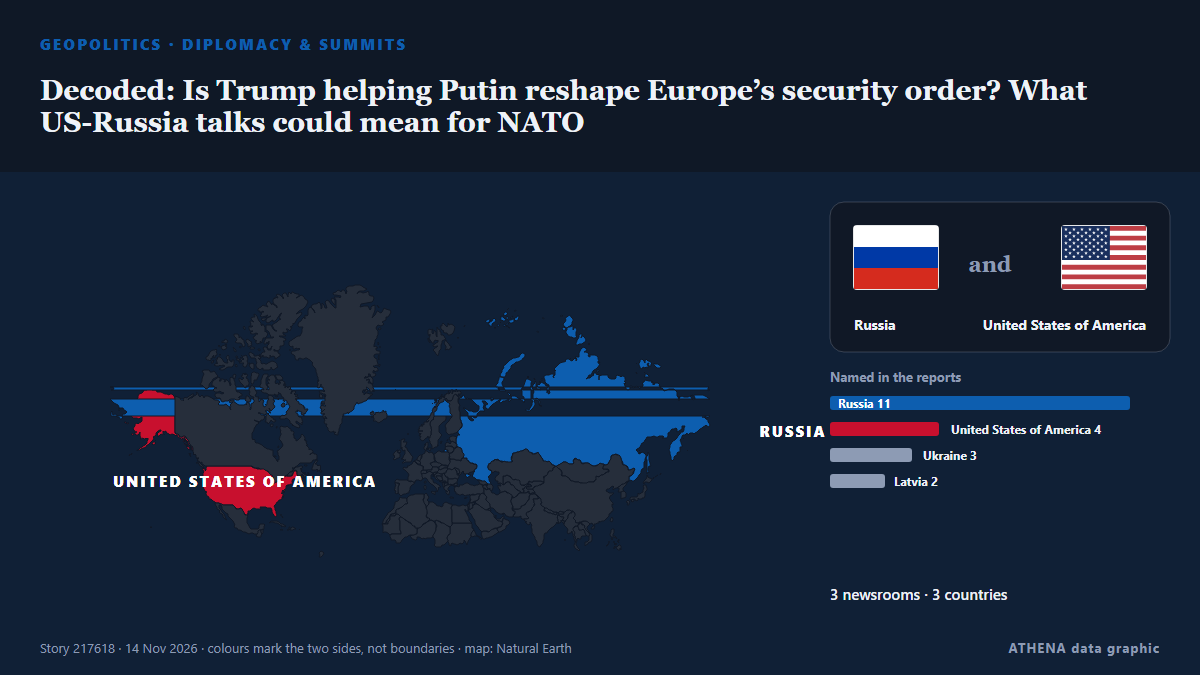 GEOPOLITICS · DIPLOMACY & SUMMITS
Decoded: Is Trump helping Putin reshape Europe’s security order? What
US-Russia talks could mean for NATO
and
Russia
United States of America
Named in the reports
Russia 11
RUSSIA
United States of America 4
Ukraine 3
UNITED STATES OF AMERICA
Latvia 2
3 newsrooms · 3 countries
Story 217618 · 14 Nov 2026 · colours mark the two sides, not boundaries · map: Natural Earth
ATHENA data graphic